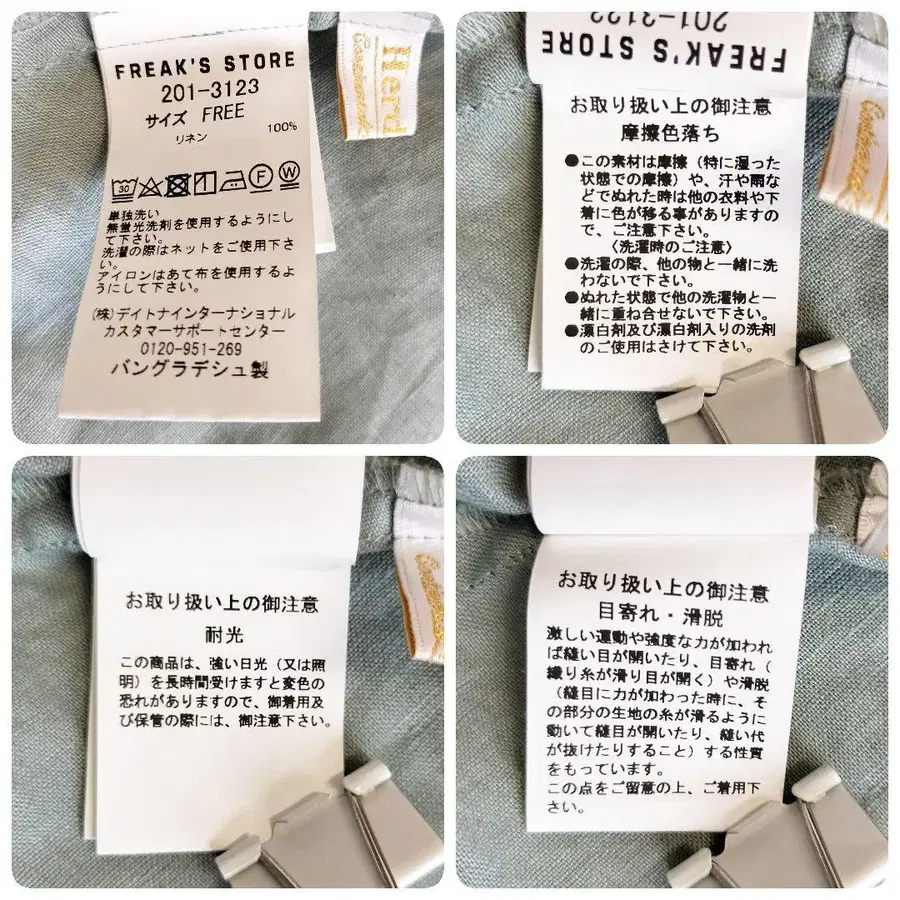 FREAK'S STORE
201-3123
サイズ FREE
リネン 100%
30
F
W
単独洗い
無蛍光洗剤を使用するようにし
て下さい。
洗濯の際はネットをご使用下さ
い。
アイロンはあて布を使用するよ
うにして下さい。
(株)デイトナインターナショナル
カスタマーサポートセンター
0120-951-269
バングラデシュ製
Herd
201-3123
FREAK'S STORE
お取り扱い上の御注意
摩擦色落ち
●この素材は摩擦（特に湿った
状態での摩擦）や、汗や雨な
どでぬれた時は他の衣料や下
着に色が移る事がありますの
で、ご注意下さい。
〈洗濯時のご注意〉
●洗濯の際、他の物と一緒に洗
わないで下さい。
●ぬれた状態で他の洗濯物と一
緒に重ね合せないで下さい。
●漂白剤及び漂白剤入りの洗剤
のご使用はさけて下さい。
お取り扱い上の御注意
耐光
この商品は、強い日光（又は照
明）を長時間受けますと変色の
恐れがありますので、御着用及
び保管の際には、御注意下さい。
お取り扱い上の御注意
目寄れ・滑脱
激しい運動や強度な力が加われ
ば縫い目が開いたり、目寄れ（
織り糸が滑り目が開く）や滑脱
（縫目に力が加わった時に、そ
の部分の生地の糸が滑るように
動いて縫目が開いたり、縫い代
が抜けたりすること）する性質
をもっています。
この点をご留意の上、ご着用下
さい。